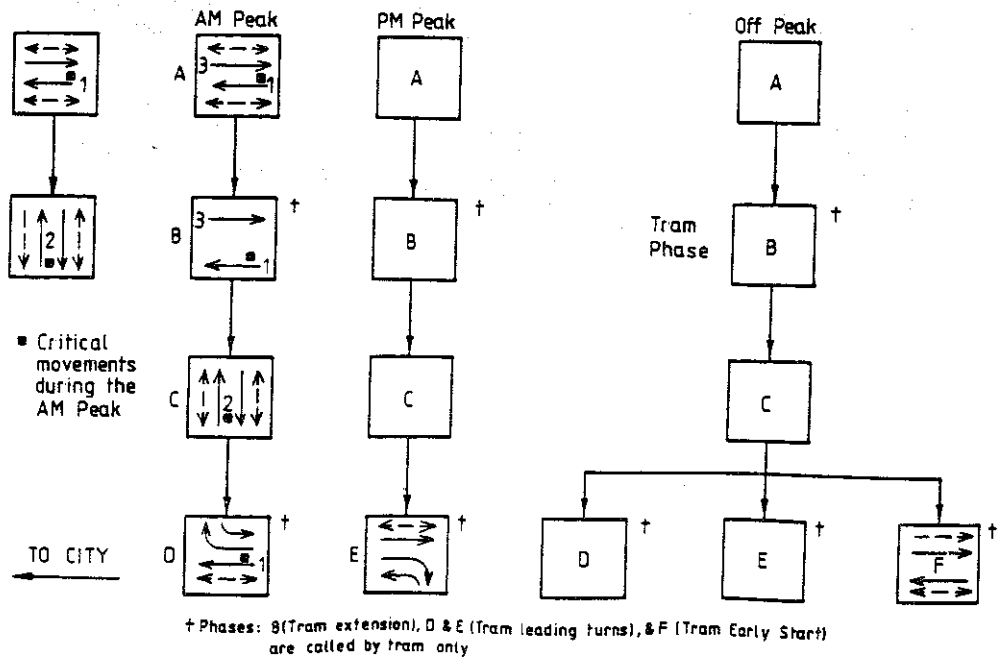 AM Peak
PM Peak
Off Peak
1
A
3
1
A
A
2
B
†
3
1
†
B
Tram
Phase
†
B
■ Critical
movements
during the
AM Peak
C
2
C
C
TO CITY
D
†
1
E
†
D
†
E
†
F
†
† Phases: B(Tram extension), D & E (Tram leading turns), & F (Tram Early Start)
are called by tram only